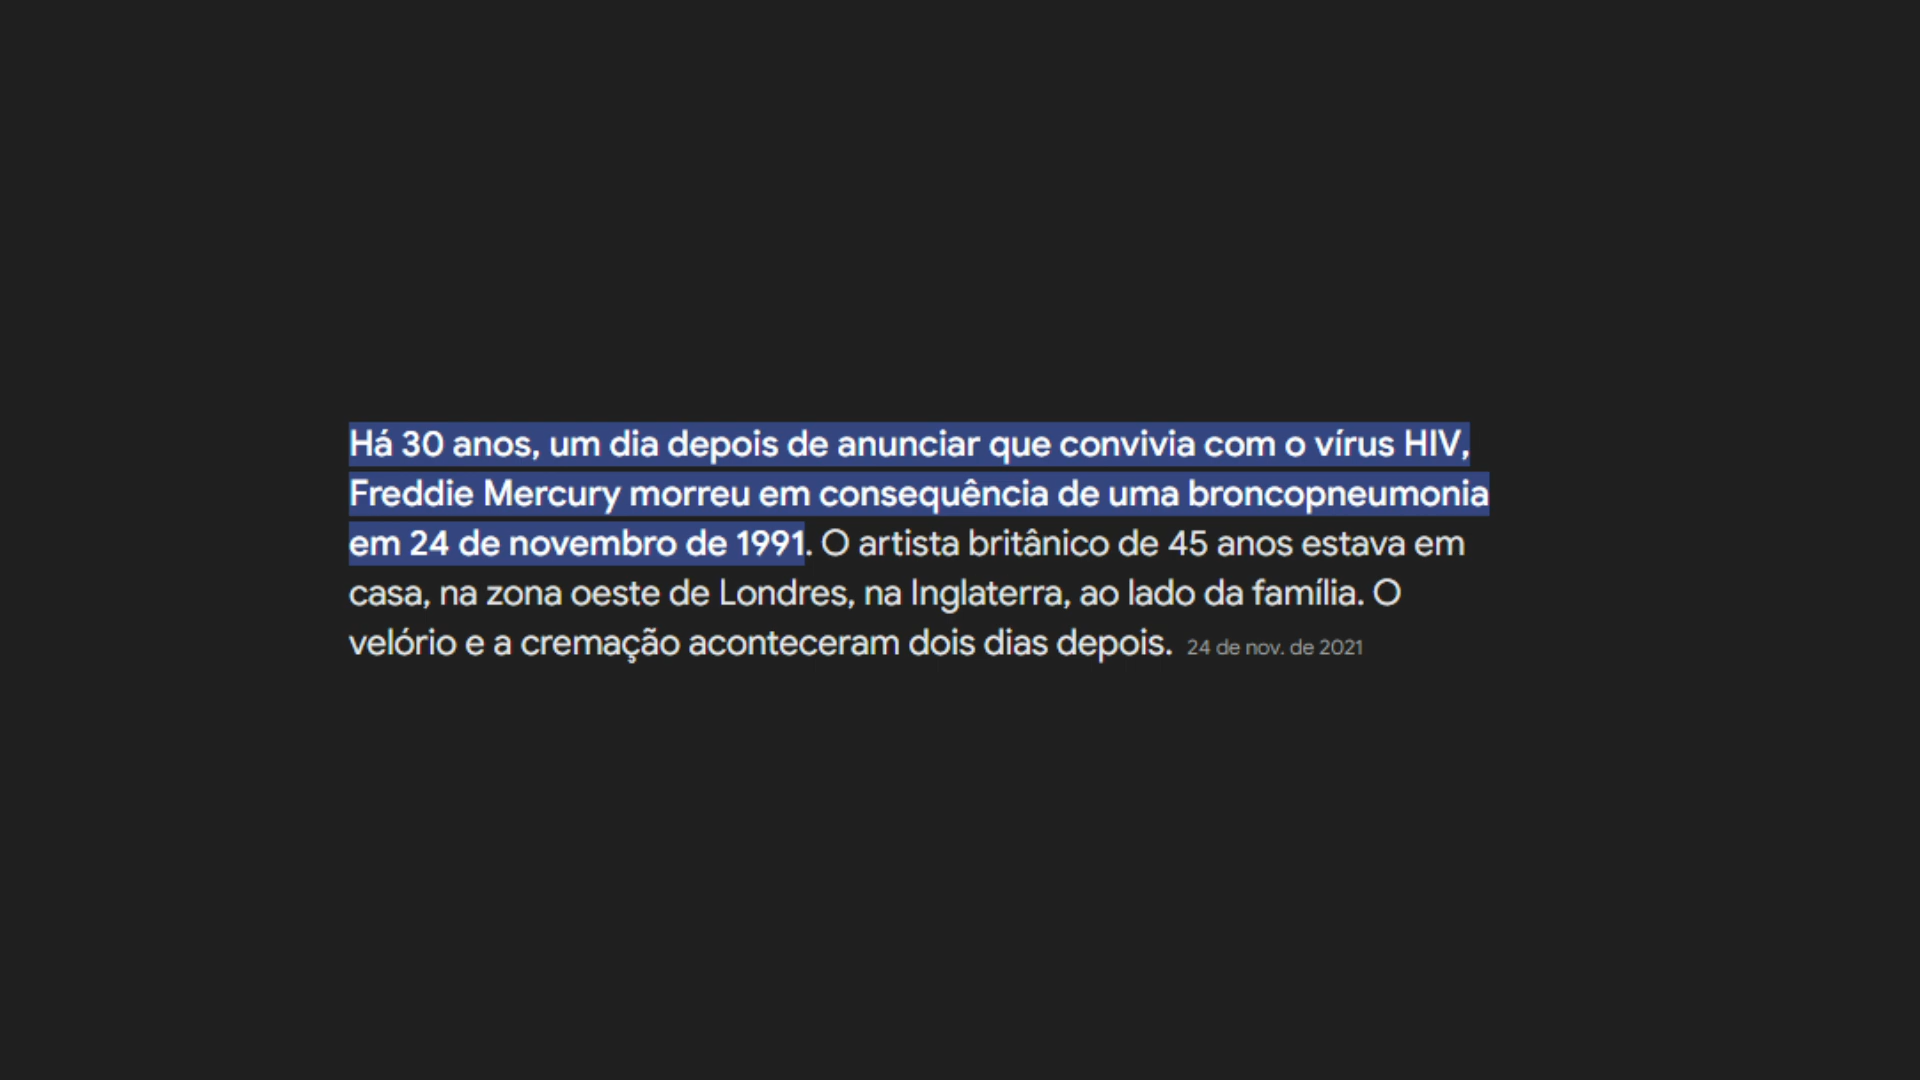 Há 30 anos, um dia depois de anunciar que convivia com o vírus HIV,
Freddie Mercury morreu em consequência de uma broncopneumonia
em 24 de novembro de 1991. O artista britânico de 45 anos estava em
casa, na zona oeste de Londres, na Inglaterra, ao lado da família. O
velório e a cremação aconteceram dois dias depois. 24 de nov. de 2021